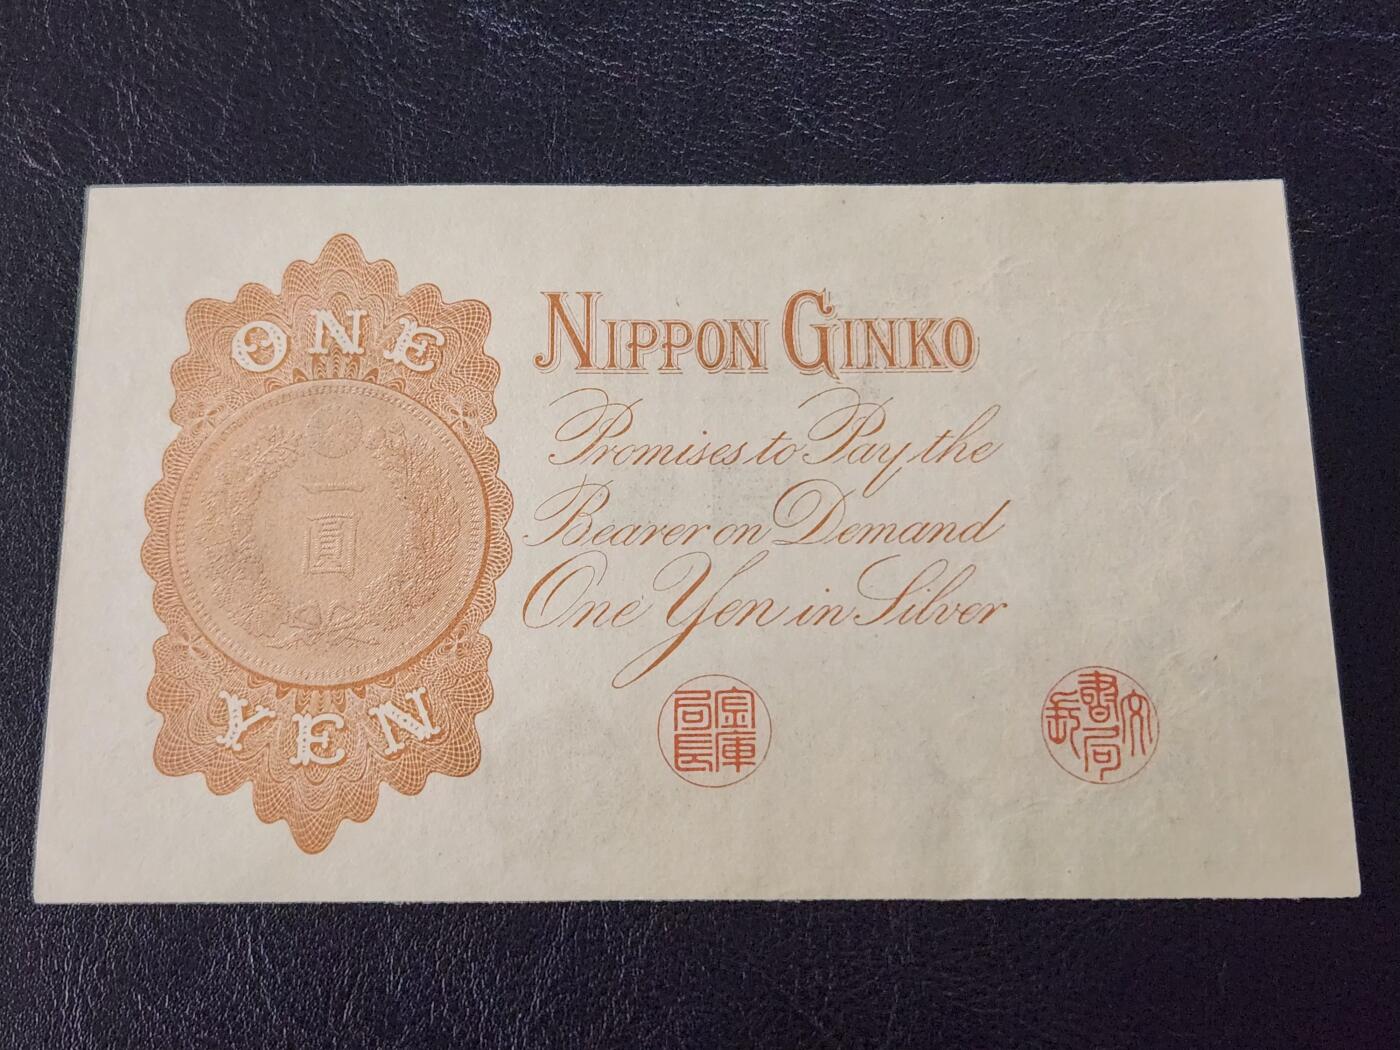 ONE
一
圓
YEN
NIPPON GINKO
Promises to Pay the
Bearer on Demand
One Yen in Silver
金庫
局長
文
書局
長